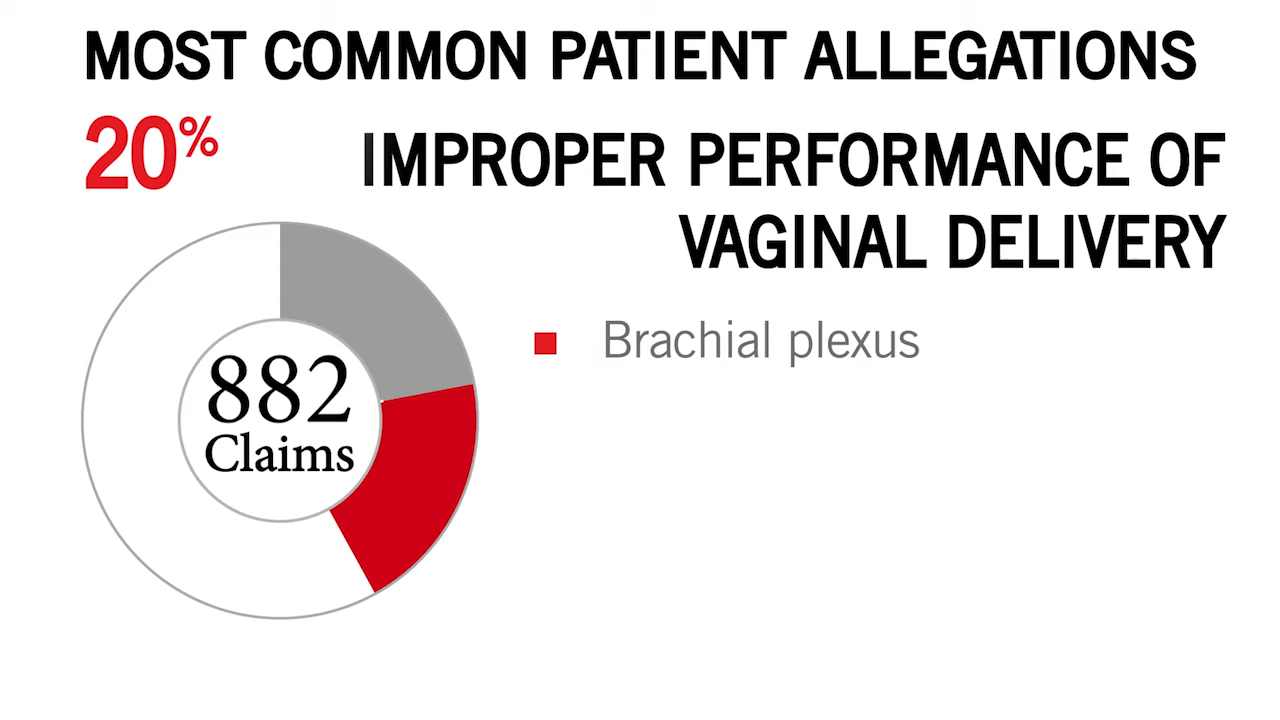 MOST COMMON PATIENT ALLEGATIONS
20%
IMPROPER PERFORMANCE OF
VAGINAL DELIVERY
Brachial plexus
882
Claims